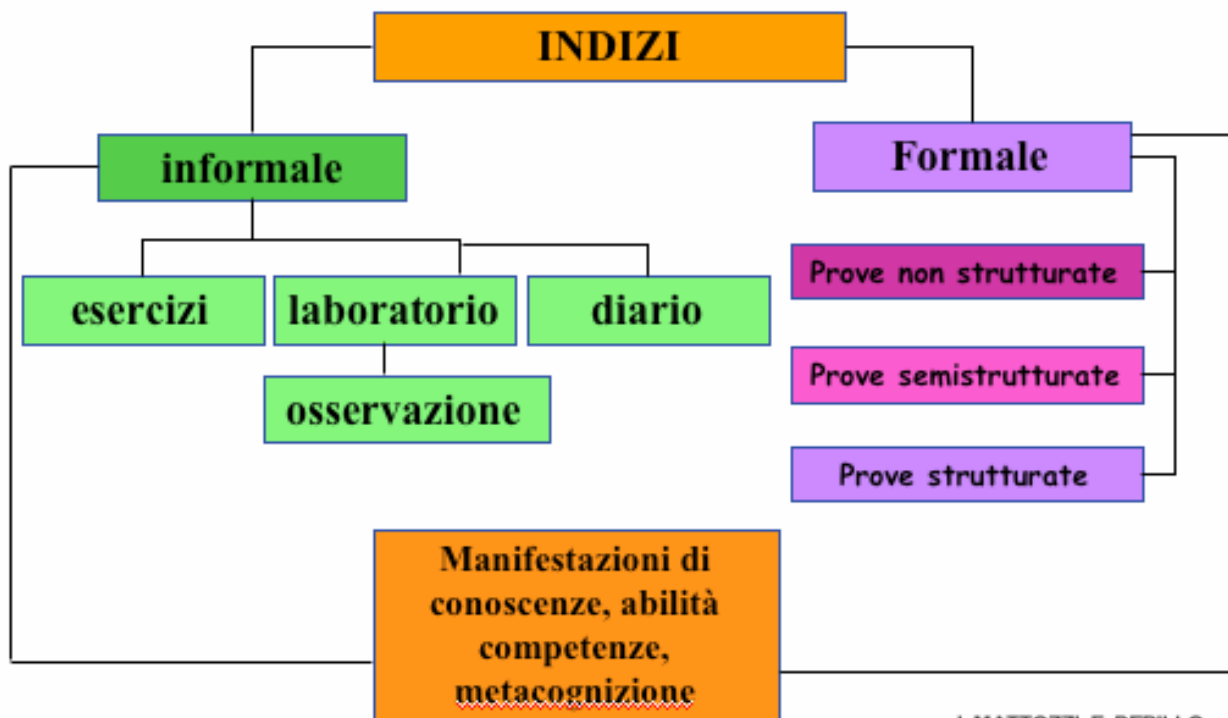 INDIZI
informale
Formale
esercizi
laboratorio
diario
osservazione
Prove non strutturate
Prove semistrutturate
Prove strutturate
Manifestazioni di
conoscenze, abilità
competenze,
metacognizione